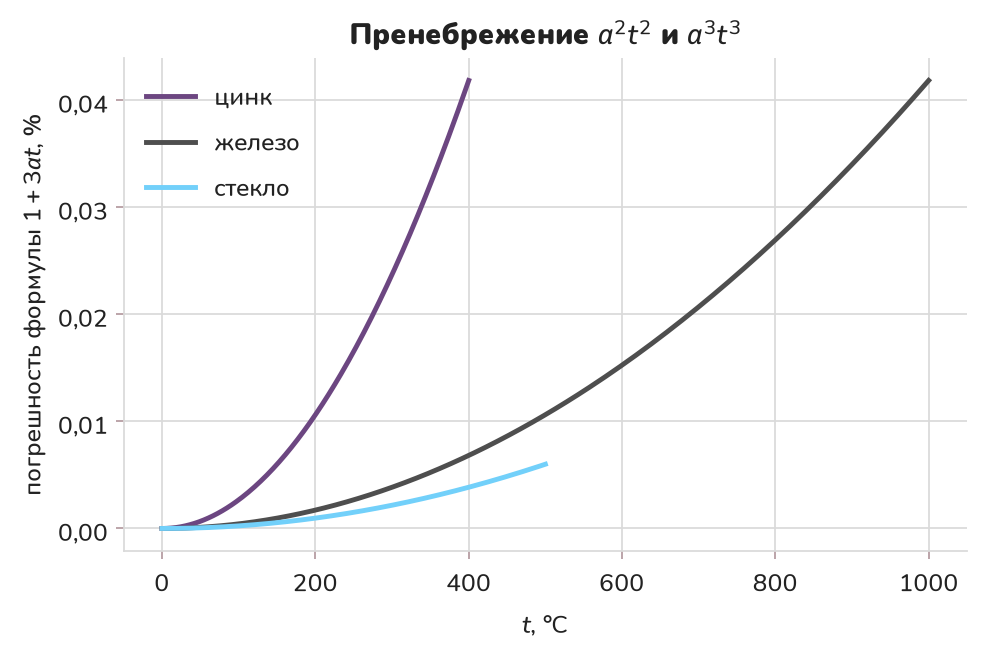 Пренебрежение a²t² и a³t³
погрешность формулы 1 + 3at, %
0,04
0,03
0,02
0,01
0,00
цинк
железо
стекло
0 200 400 600 800 1000
t, °C